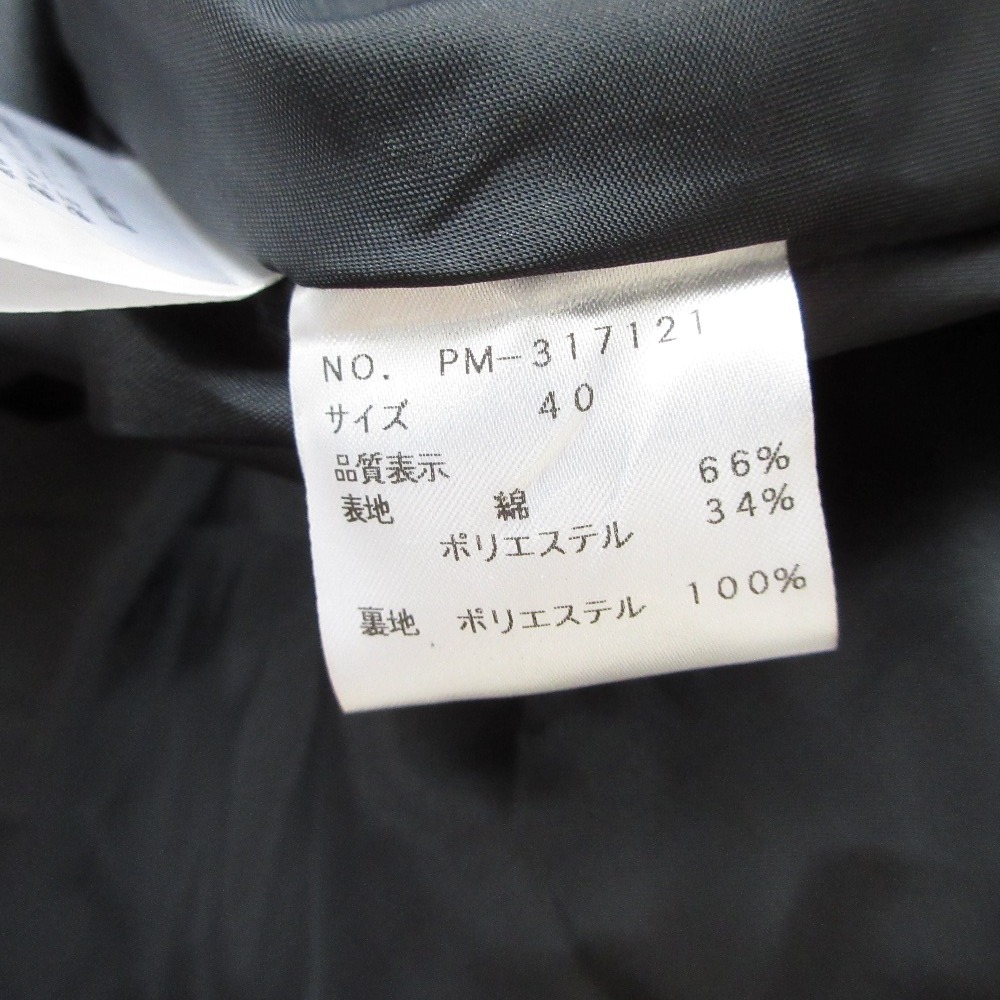 NO. PM-317121
サイズ 40
品質表示
表地 綿 66%
ポリエステル 34%
裏地 ポリエステル 100%